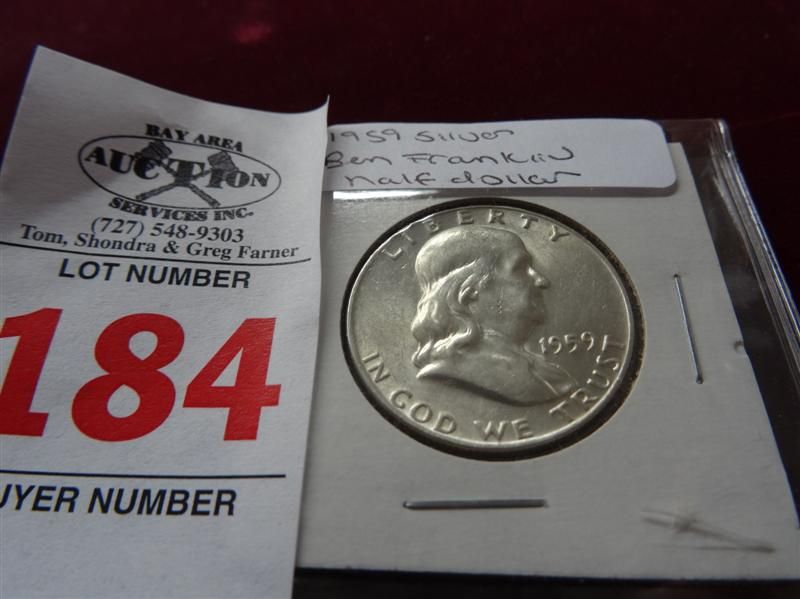 BAY AREA
AUCTION
SERVICES INC.
(727) 548-9303
Tom, Shondra & Greg Farner
LOT NUMBER
184
UYER NUMBER
1959 Silver
Ben Franklin
half dollar
LIBERTY
1959
IN GOD WE TRUST